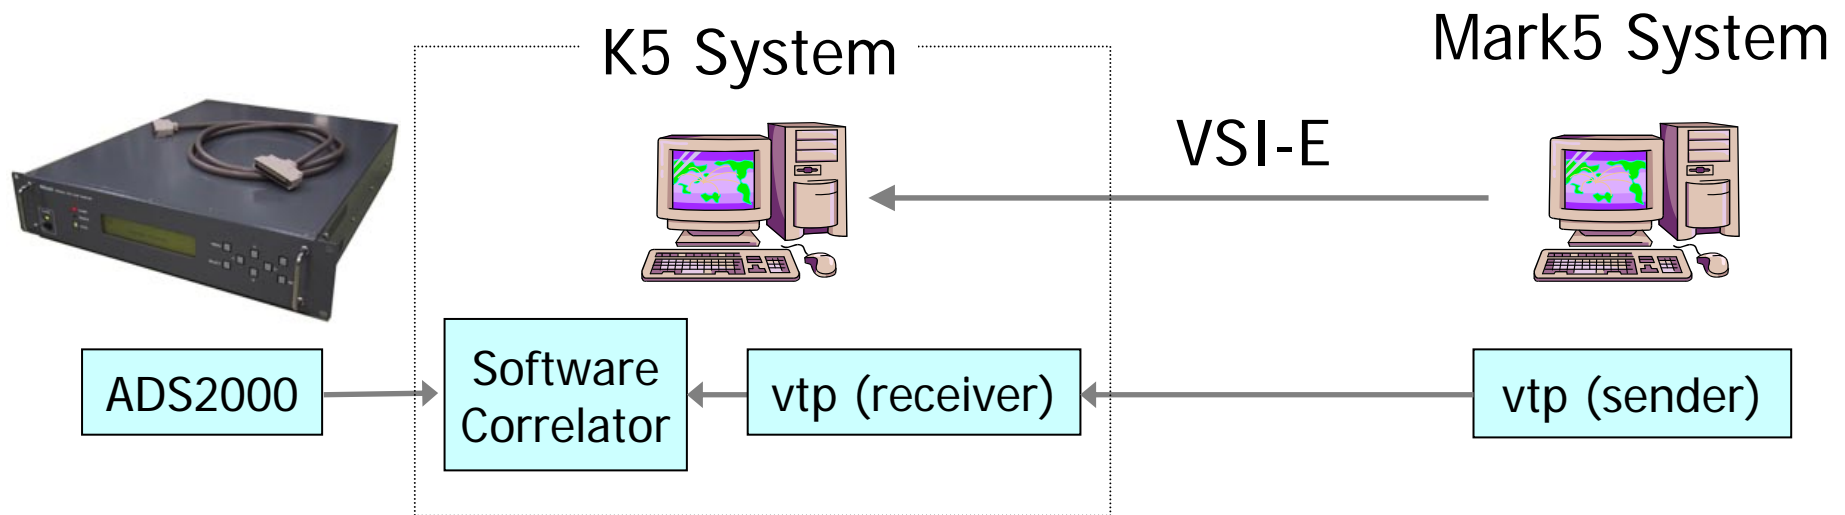 K5 System
Mark5 System
VSI-E
ADS2000
Software
Correlator
vtp (receiver)
vtp (sender)